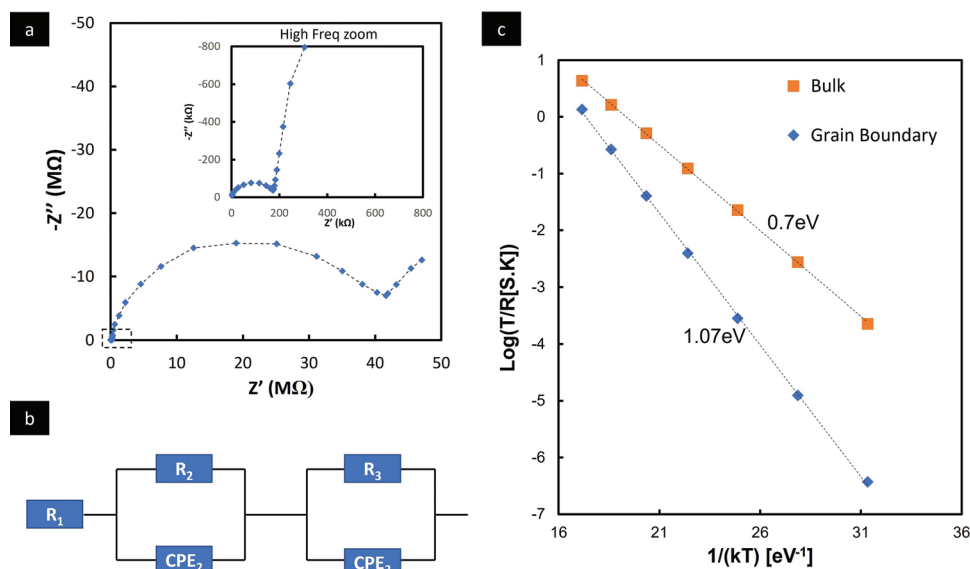 a
-50
-40
-30
-20
-10
0
-Z'' (MΩ)
0 10 20 30 40 50
Z' (MΩ)
High Freq zoom
-800
-600
-400
-200
0
-Z'' (kΩ)
0 200 400 600 800
Z' (kΩ)
b
R1
R2
CPE2
R3
c
1
0
-1
-2
-3
-4
-5
-6
-7
Log(T/R[S.K])
16 21 26 31 36
1/(kT) [eV-1]
Bulk
Grain Boundary
0.7eV
1.07eV